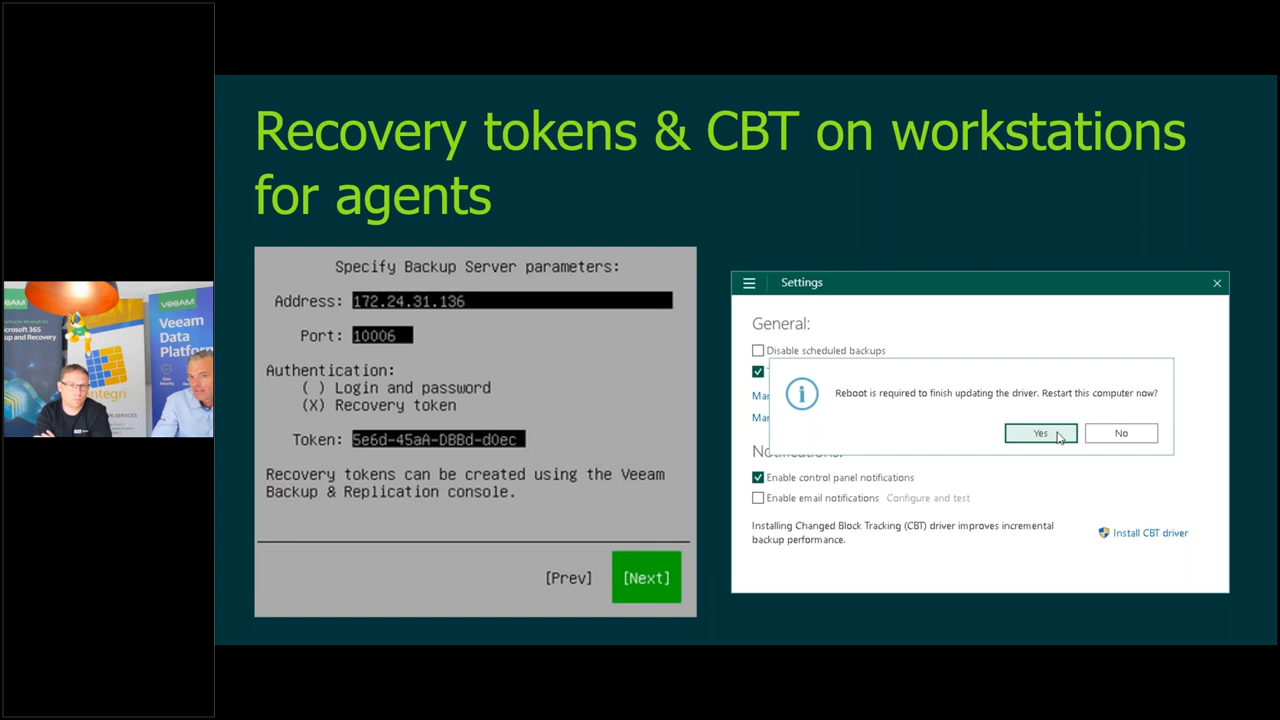 Recovery tokens & CBT on workstations
for agents
Specify Backup Server parameters:
Address: 172.24.31.136
Port: 10006
Authentication:
( ) Login and password
(X) Recovery token
Token: 5e6d-45aA-DBBd-d0ec
Recovery tokens can be created using the Veeam
Backup & Replication console.
[Prev] [Next]
Settings
General:
Disable scheduled backups
Reboot is required to finish updating the driver. Restart this computer now?
Yes No
Enable control panel notifications
Enable email notifications Configure and test
Installing Changed Block Tracking (CBT) driver improves incremental
backup performance.
Install CBT driver
veeAM
Veeam
Data